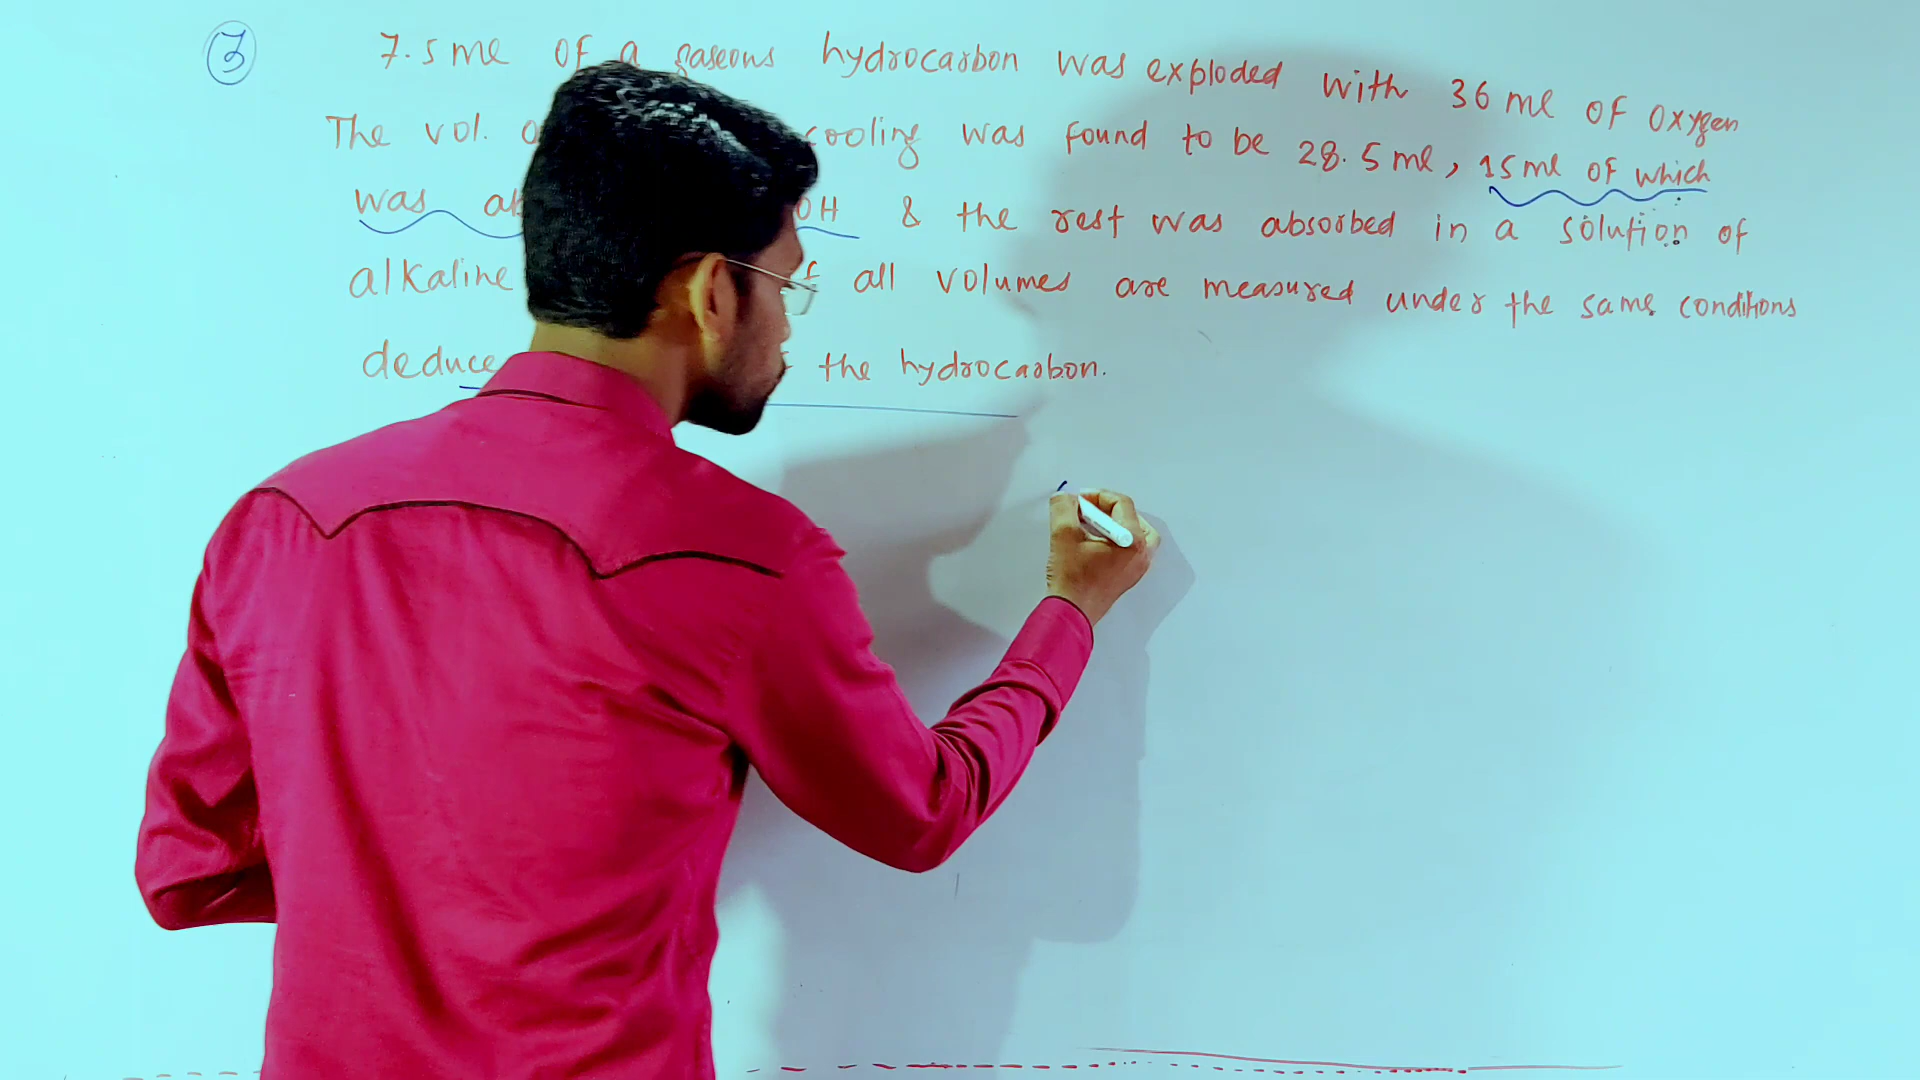 3 7.5 ml of a gaseous hydrocarbon was exploded with 36 ml of oxygen
The vol. cooling was found to be 28.5 ml, 15 ml of which
was OH & the rest was absorbed in a solution of
alkaline all volumes are measured under the same conditions
deduce the hydrocarbon.